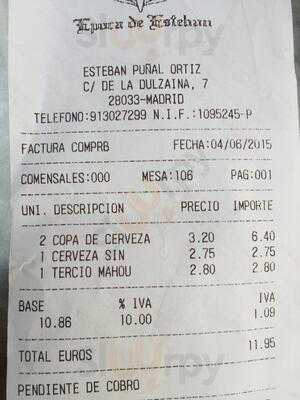 Epoca de Esteban
ESTEBAN PUÑAL ORTIZ
C/ DE LA DULZAINA, 7
28033-MADRID
TELEFONO:913027299 N.I.F.:1095245-P
FACTURA COMPRB FECHA:04/06/2015
COMENSALES:000 MESA:106 PAG:001
UNI. DESCRIPCION PRECIO IMPORTE
2 COPA DE CERVEZA 3.20 6.40
1 CERVEZA SIN 2.75 2.75
1 TERCIO MAHOU 2.80 2.80
BASE % IVA IVA
10.86 10.00 1.09
TOTAL EUROS 11.95
PENDIENTE DE COBRO